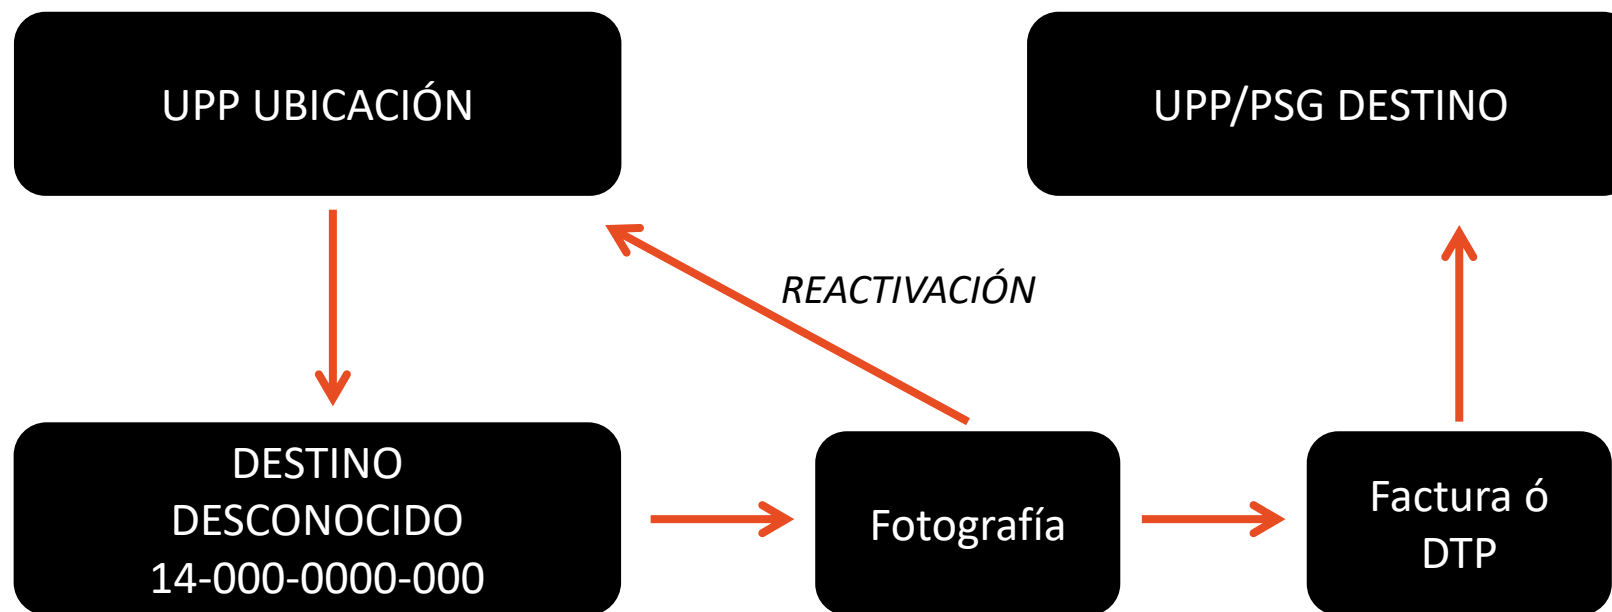 UPP UBICACIÓN
UPP/PSG DESTINO
REACTIVACIÓN
DESTINO
DESCONOCIDO
14-000-0000-000
Fotografía
Factura ó
DTP